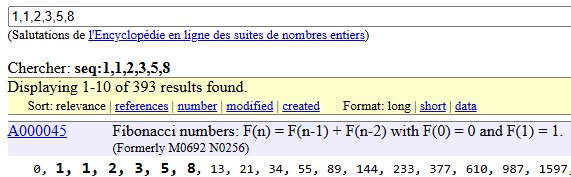 1,1,2,3,5,8
(Salutations de l'Encyclopédie en ligne des suites de nombres entiers)
Chercher: seq:1,1,2,3,5,8
Displaying 1-10 of 393 results found.
Sort: relevance | references | number | modified | created Format: long | short | data
A000045 Fibonacci numbers: F(n) = F(n-1) + F(n-2) with F(0) = 0 and F(1) = 1.
(Formerly M0692 N0256)
0, 1, 1, 2, 3, 5, 8, 13, 21, 34, 55, 89, 144, 233, 377, 610, 987, 1597,